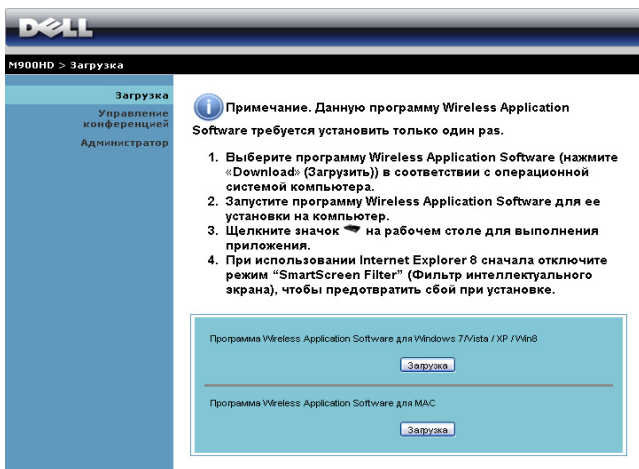 DELL
M900HD > Загрузка
Загрузка
Управление
конференцией
Администратор
Примечание. Данную программу Wireless Application
Software требуется установить только один рas.
1. Выберите программу Wireless Application Software (нажмите
«Download» (Загрузить)) в соответствии с операционной
системой компьютера.
2. Запустите программу Wireless Application Software для ее
установки на компьютер.
3. Щелкните значок на рабочем столе для выполнения
приложения.
4. При использовании Internet Explorer 8 сначала отключите
режим “SmartScreen Filter” (Фильтр интеллектуального
экрана), чтобы предотвратить сбой при установке.
Программа Wireless Application Software для Windows 7/Vista / XP / Win8
Загрузка
Программа Wireless Application Software для MAC
Загрузка